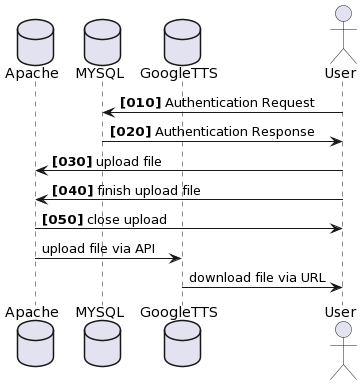 Apache MYSQL GoogleTTS User
[010] Authentication Request
[020] Authentication Response
[030] upload file
[040] finish upload file
[050] close upload
upload file via API
download file via URL
Apache MYSQL GoogleTTS User